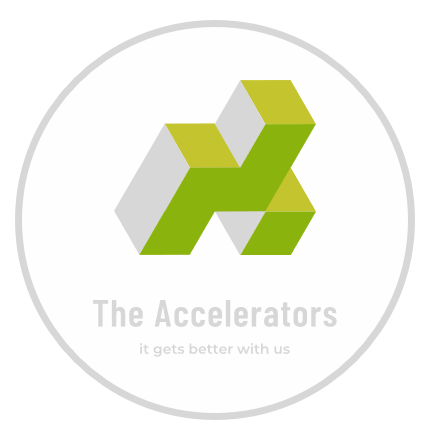 The Accelerators
it gets better with us